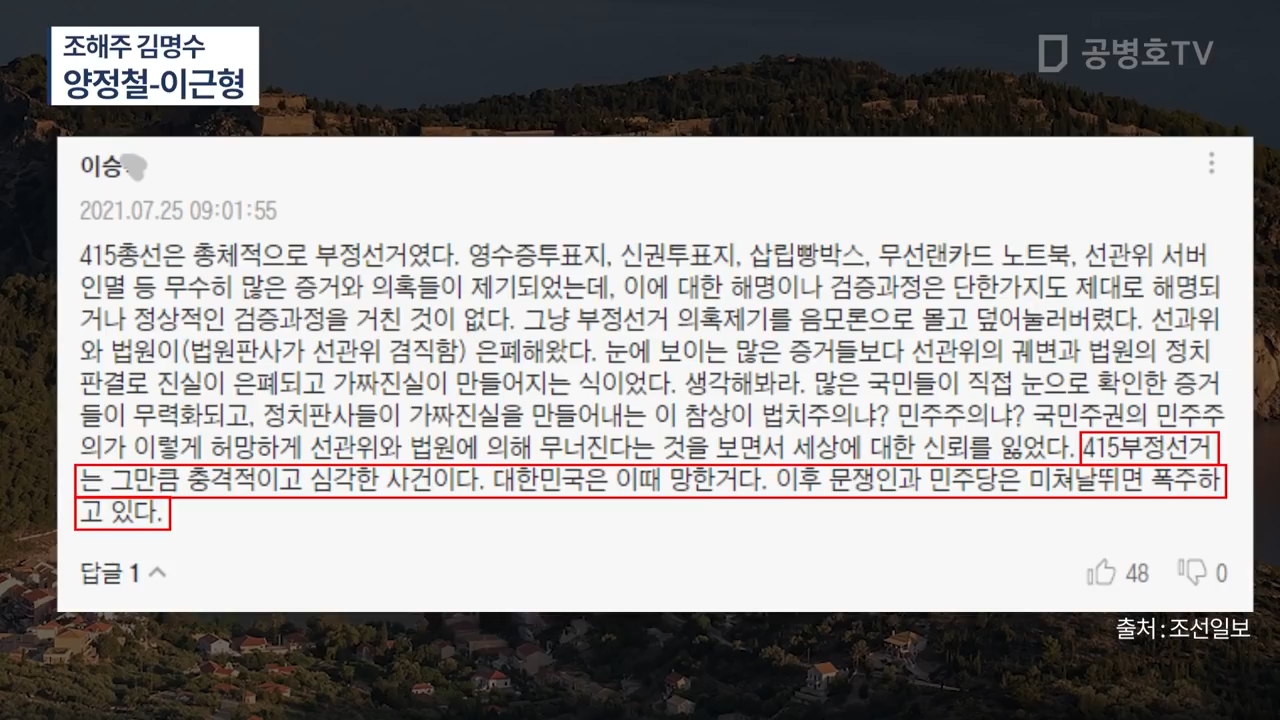 조해주 김명수
양정철-이근형
공병호TV
이승
2021.07.25 09:01:55
415총선은 총체적으로 부정선거였다. 영수증투표지, 신권투표지, 삽립빵박스, 무선랜카드 노트북, 선관위 서버
인멸 등 무수히 많은 증거와 의혹들이 제기되었는데, 이에 대한 해명이나 검증과정은 단한가지도 제대로 해명되
거나 정상적인 검증과정을 거친 것이 없다. 그냥 부정선거 의혹제기를 음모론으로 몰고 덮어눌러버렸다. 선과위
와 법원이(법원판사가 선관위 겸직함) 은폐해왔다. 눈에 보이는 많은 증거들보다 선관위의 궤변과 법원의 정치
판결로 진실이 은폐되고 가짜진실이 만들어지는 식이었다. 생각해봐라. 많은 국민들이 직접 눈으로 확인한 증거
들이 무력화되고, 정치판사들이 가짜진실을 만들어내는 이 참상이 법치주의냐? 민주주의냐? 국민주권의 민주주
의가 이렇게 허망하게 선관위와 법원에 의해 무너진다는 것을 보면서 세상에 대한 신뢰를 잃었다. 415부정선거
는 그만큼 충격적이고 심각한 사건이다. 대한민국은 이때 망한거다. 이후 문쟁인과 민주당은 미쳐날뛰면 폭주하
고 있다.
답글 1
48
0
출처 : 조선일보